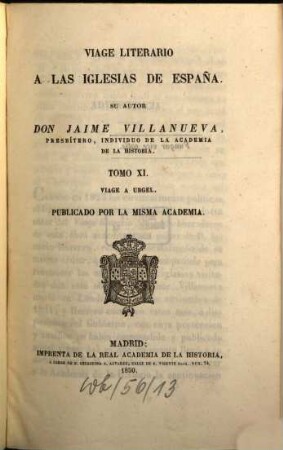 VIAGE LITERARIO
A LAS IGLESIAS DE ESPAÑA.
SU AUTOR
DON JAIME VILLANUEVA,
PRESBÍTERO, INDIVIDUO DE LA ACADEMIA
DE LA HISTORIA.
TOMO XI.
VIAGE A URGEL.
PUBLICADO POR LA MISMA ACADEMIA.
MADRID:
IMPRENTA DE LA REAL ACADEMIA DE LA HISTORIA,
1850.